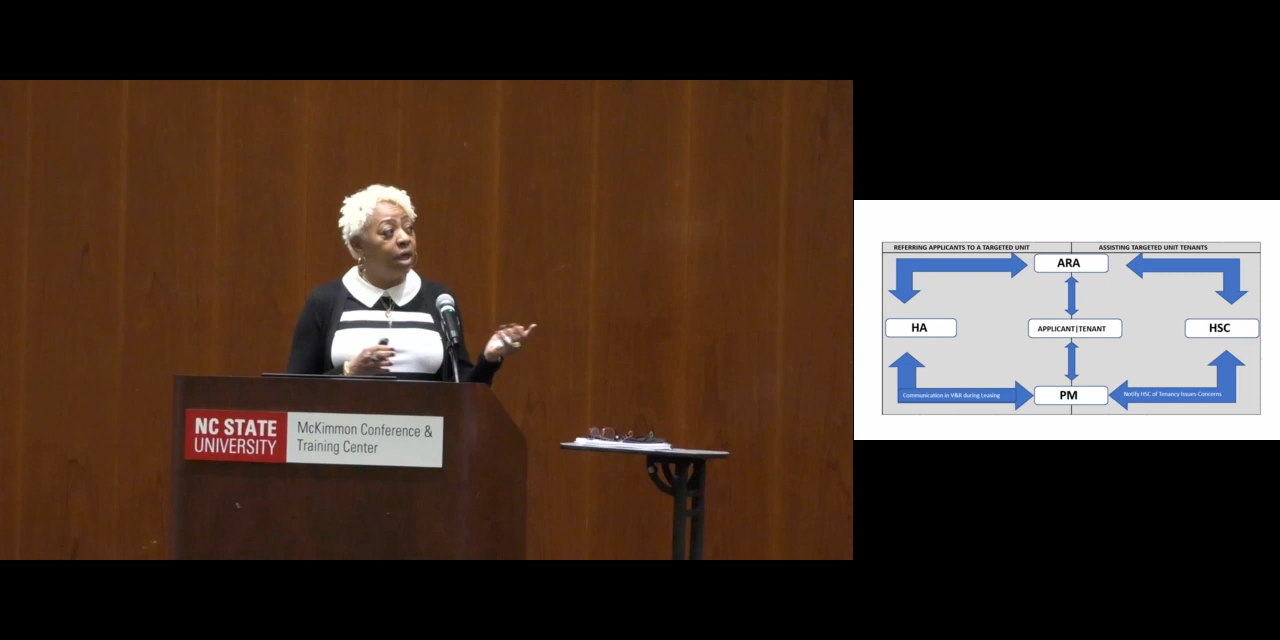 NC STATE
UNIVERSITY
McKimmon Conference &
Training Center
REFERRING APPLICANTS TO A TARGETED UNIT
ASSISTING TARGETED UNIT TENANTS
ARA
HA
APPLICANT|TENANT
HSC
Communication in V&R during Leasing
PM
Notify HSC of Tenancy Issues-Concerns